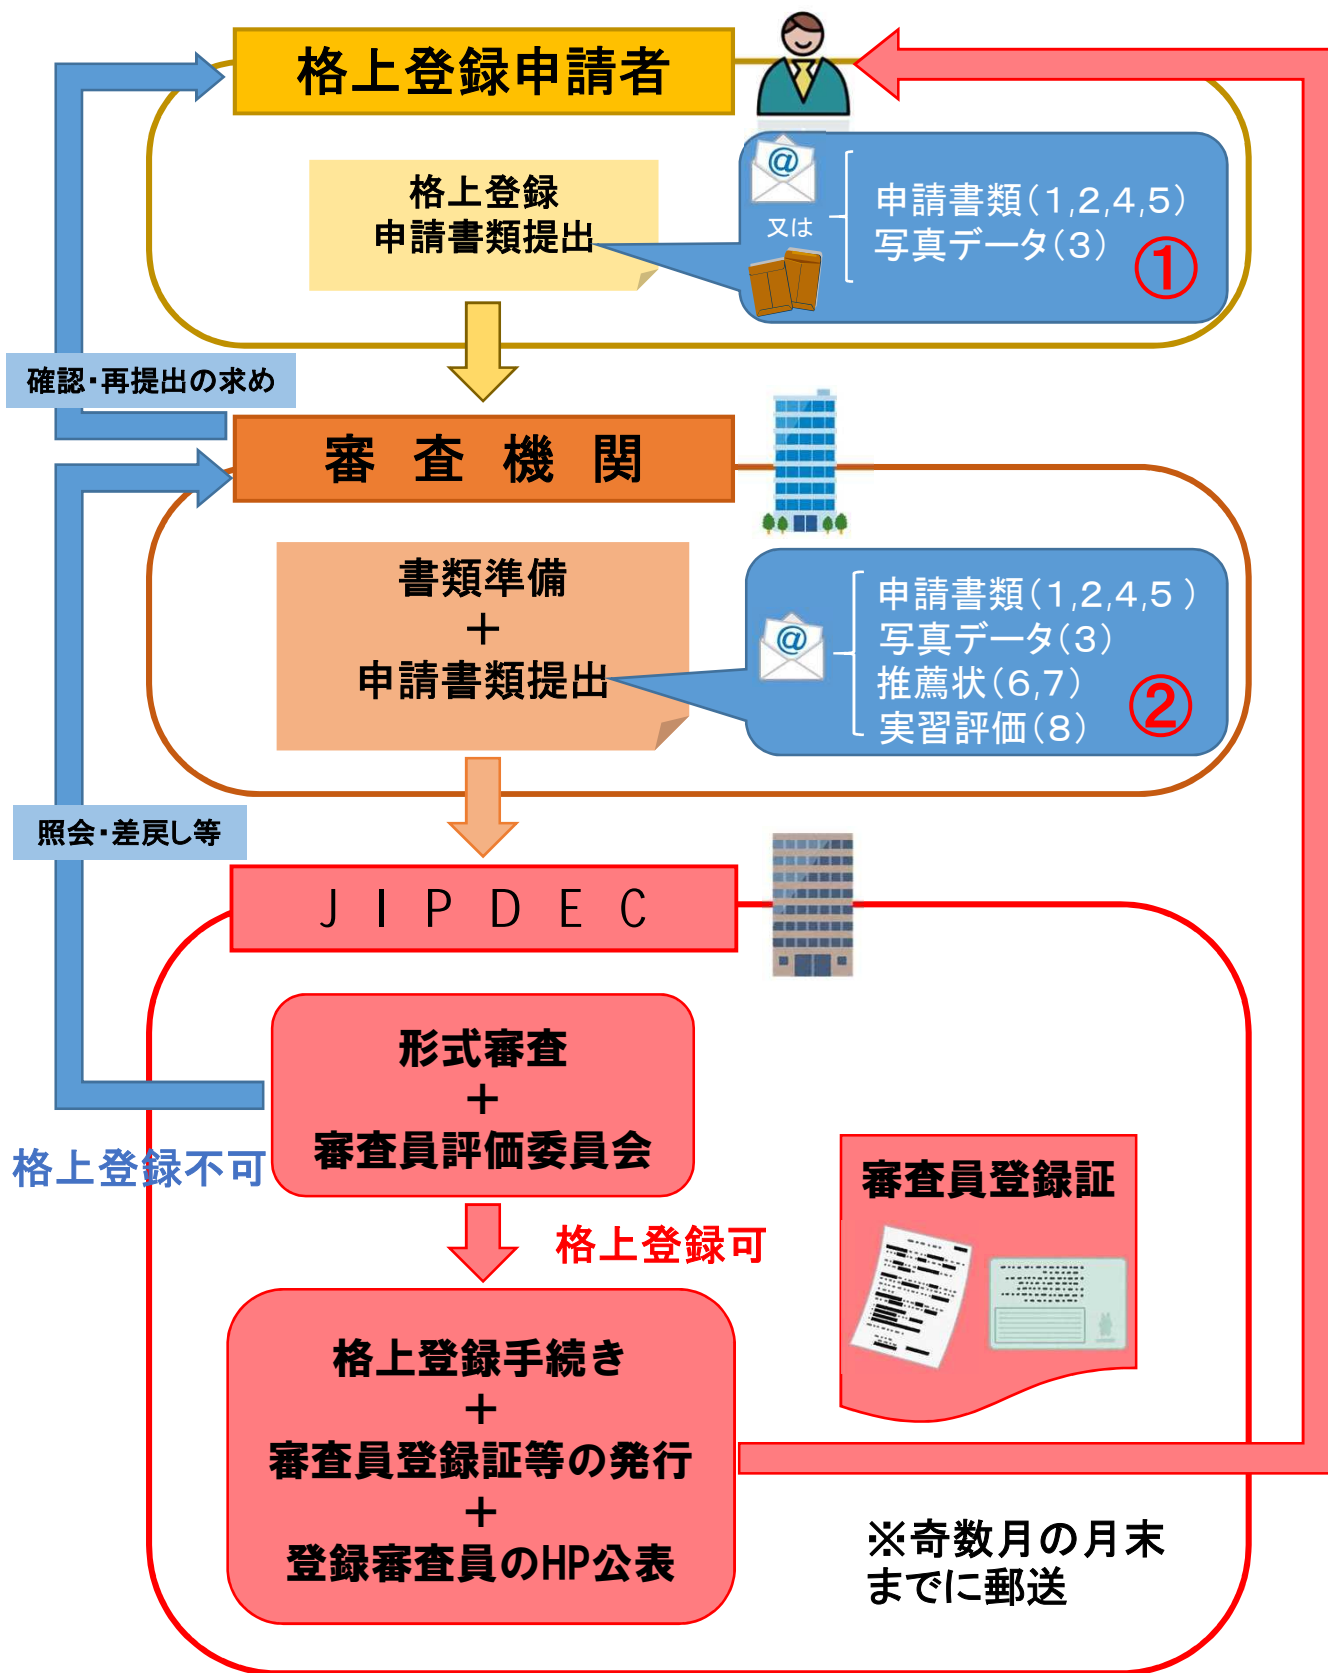 格上登録申請者
格上登録
申請書類提出
@
又は
申請書類(1,2,4,5)
写真データ(3)
①
確認・再提出の求め
審査機関
書類準備
＋
申請書類提出
@
申請書類(1,2,4,5 )
写真データ(3)
推薦状(6,7)
実習評価(8)
②
照会・差戻し等
ＪＩＰＤＥＣ
形式審査
＋
審査員評価委員会
格上登録不可
格上登録可
審査員登録証
格上登録手続き
＋
審査員登録証等の発行
＋
登録審査員のHP公表
※奇数月の月末
までに郵送